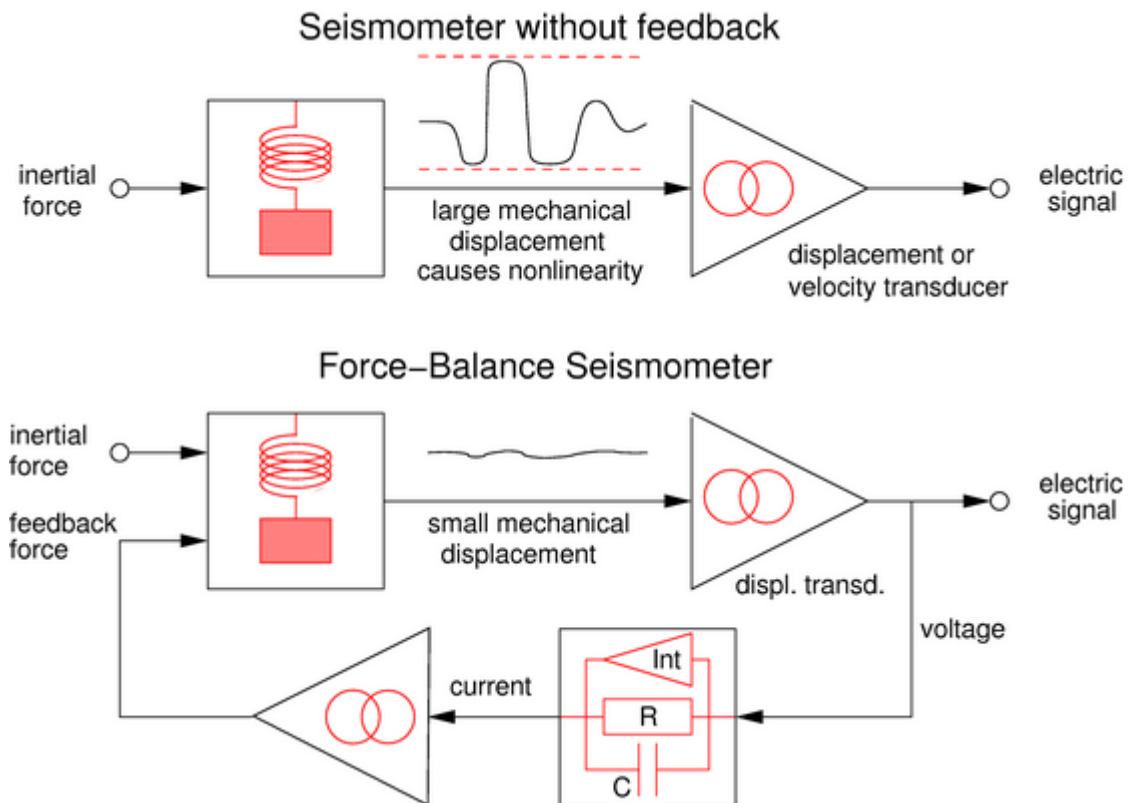 Seismometer without feedback
inertial
force
large mechanical
displacement
causes nonlinearity
displacement or
velocity transducer
electric
signal
Force−Balance Seismometer
inertial
force
feedback
force
small mechanical
displacement
displ. transd.
electric
signal
voltage
current
Int
R
C